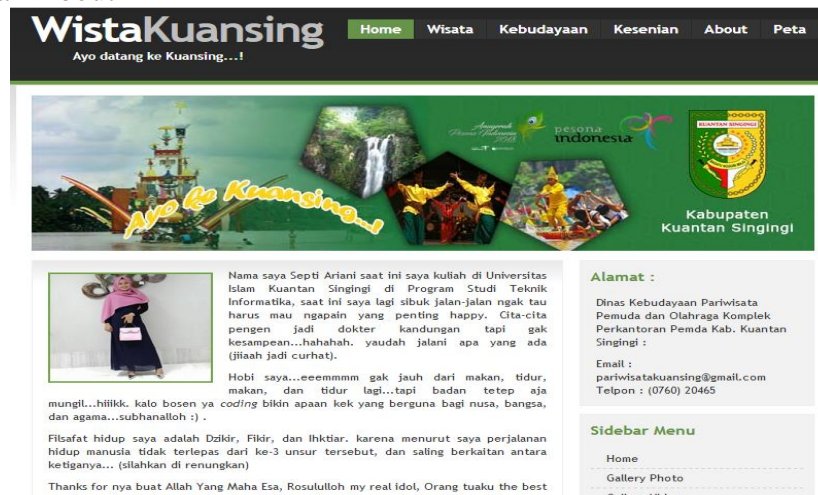 WistaKuansing
Ayo datang ke Kuansing...!
Home Wisata Kebudayaan Kesenian About Peta
Anugerah
Pesona Indonesia
2018
pesona
indonesia
KUANTAN SINGINGI
Ayo Ke Kuansing...!
Kabupaten
Kuantan Singingi
Nama saya Septi Ariani saat ini saya kuliah di Universitas
Islam Kuantan Singingi di Program Studi Teknik
Informatika, saat ini saya lagi sibuk jalan-jalan ngak tau
harus mau ngapain yang penting happy. Cita-cita
pengen jadi dokter kandungan tapi gak
kesampean...hahahah. yaudah jalani apa yang ada
(jiiaah jadi curhat).
Hobi saya...eeemmmm gak jauh dari makan, tidur,
makan, dan tidur lagi...tapi badan tetep aja
mungil...hiiikk. kalo bosen ya coding bikin apaan kek yang berguna bagi nusa, bangsa,
dan agama...subhanalloh :) .
Filsafat hidup saya adalah Dzikir, Fikir, dan Ihktiar. karena menurut saya perjalanan
hidup manusia tidak terlepas dari ke-3 unsur tersebut, dan saling berkaitan antara
ketiganya... (silahkan di renungkan)
Thanks for nya buat Allah Yang Maha Esa, Rosululloh my real idol, Orang tuaku the best
Alamat :
Dinas Kebudayaan Pariwisata
Pemuda dan Olahraga Komplek
Perkantoran Pemda Kab. Kuantan
Singingi :
Email :
pariwisatakuansing@gmail.com
Telpon : (0760) 20465
Sidebar Menu
Home
Gallery Photo